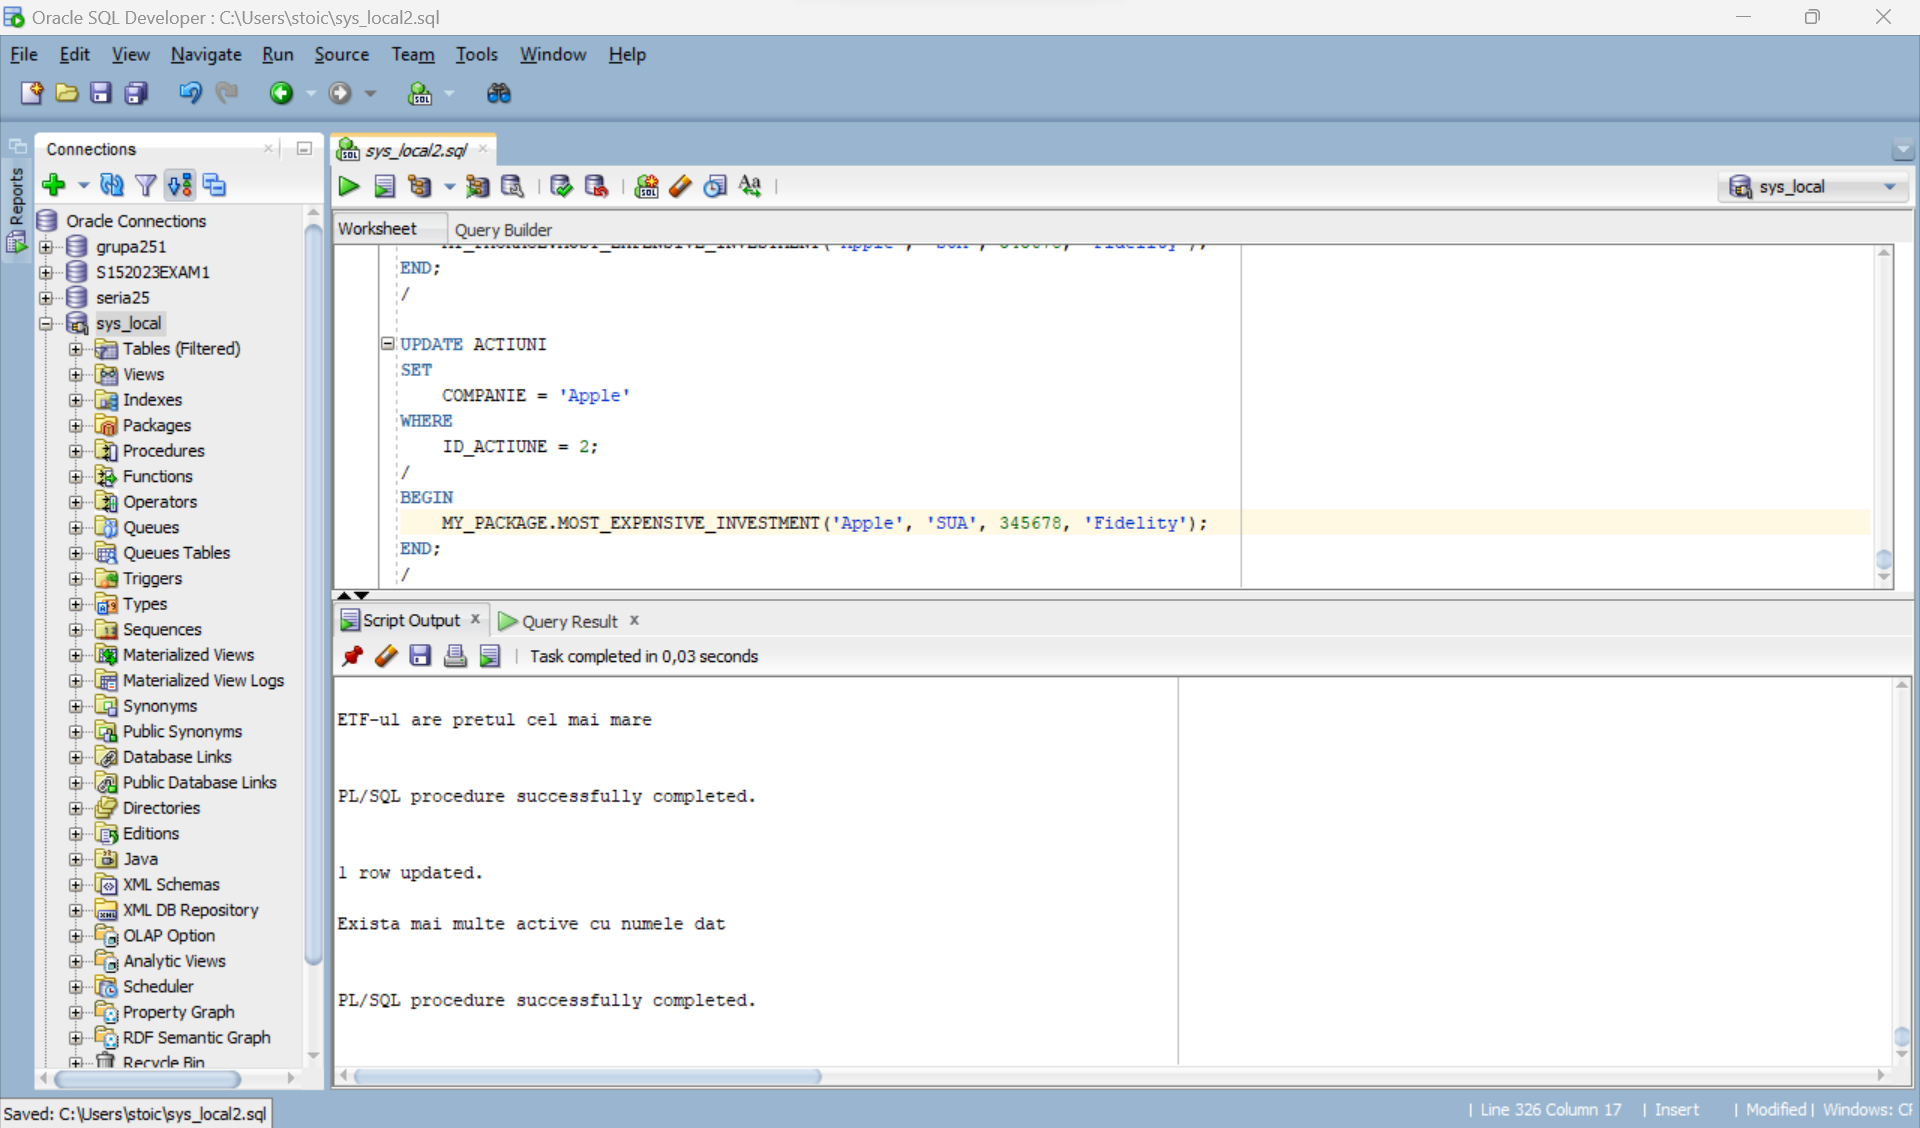 Oracle SQL Developer : C:\Users\stoic\sys_local2.sql
File Edit View Navigate Run Source Team Tools Window Help
Connections
sys_local2.sql
Reports
sys_local
Worksheet Query Builder
Oracle Connections
grupa251
S152023EXAM1
seria25
sys_local
Tables (Filtered)
Views
Indexes
Packages
Procedures
Functions
Operators
Queues
Queues Tables
Triggers
Types
Sequences
Materialized Views
Materialized View Logs
Synonyms
Public Synonyms
Database Links
Public Database Links
Directories
Editions
Java
XML Schemas
XML DB Repository
OLAP Option
Analytic Views
Scheduler
Property Graph
RDF Semantic Graph
Recycle Bin
MY_PACKAGE.MOST_EXPENSIVE_INVESTMENT('Apple', 'SUA', 345678, 'Fidelity');
END;
/
UPDATE ACTIUNI
SET
COMPANIE = 'Apple'
WHERE
ID_ACTIUNE = 2;
/
BEGIN
MY_PACKAGE.MOST_EXPENSIVE_INVESTMENT('Apple', 'SUA', 345678, 'Fidelity');
END;
/
Script Output Query Result
Task completed in 0,03 seconds
ETF-ul are pretul cel mai mare
PL/SQL procedure successfully completed.
1 row updated.
Exista mai multe active cu numele dat
PL/SQL procedure successfully completed.
Saved: C:\Users\stoic\sys_local2.sql
| Line 326 Column 17 | Insert | Modified | Windows: